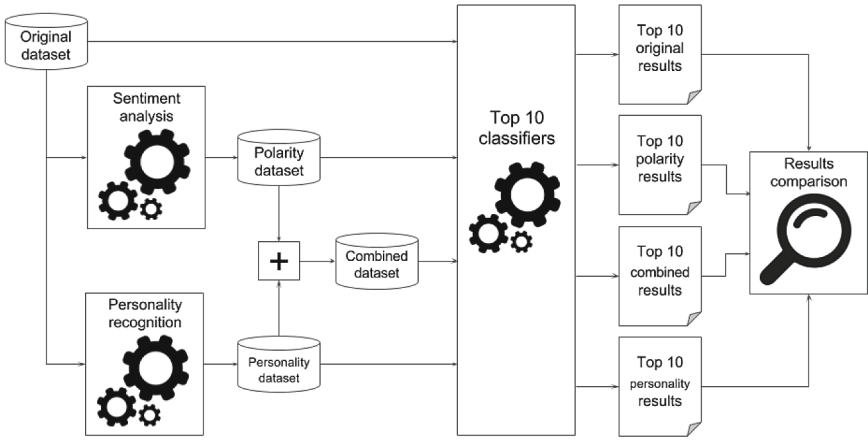 Original
dataset
Sentiment
analysis
Polarity
dataset
+
Combined
dataset
Personality
recognition
Personality
dataset
Top 10
classifiers
Top 10
original
results
Top 10
polarity
results
Top 10
combined
results
Top 10
personality
results
Results
comparison